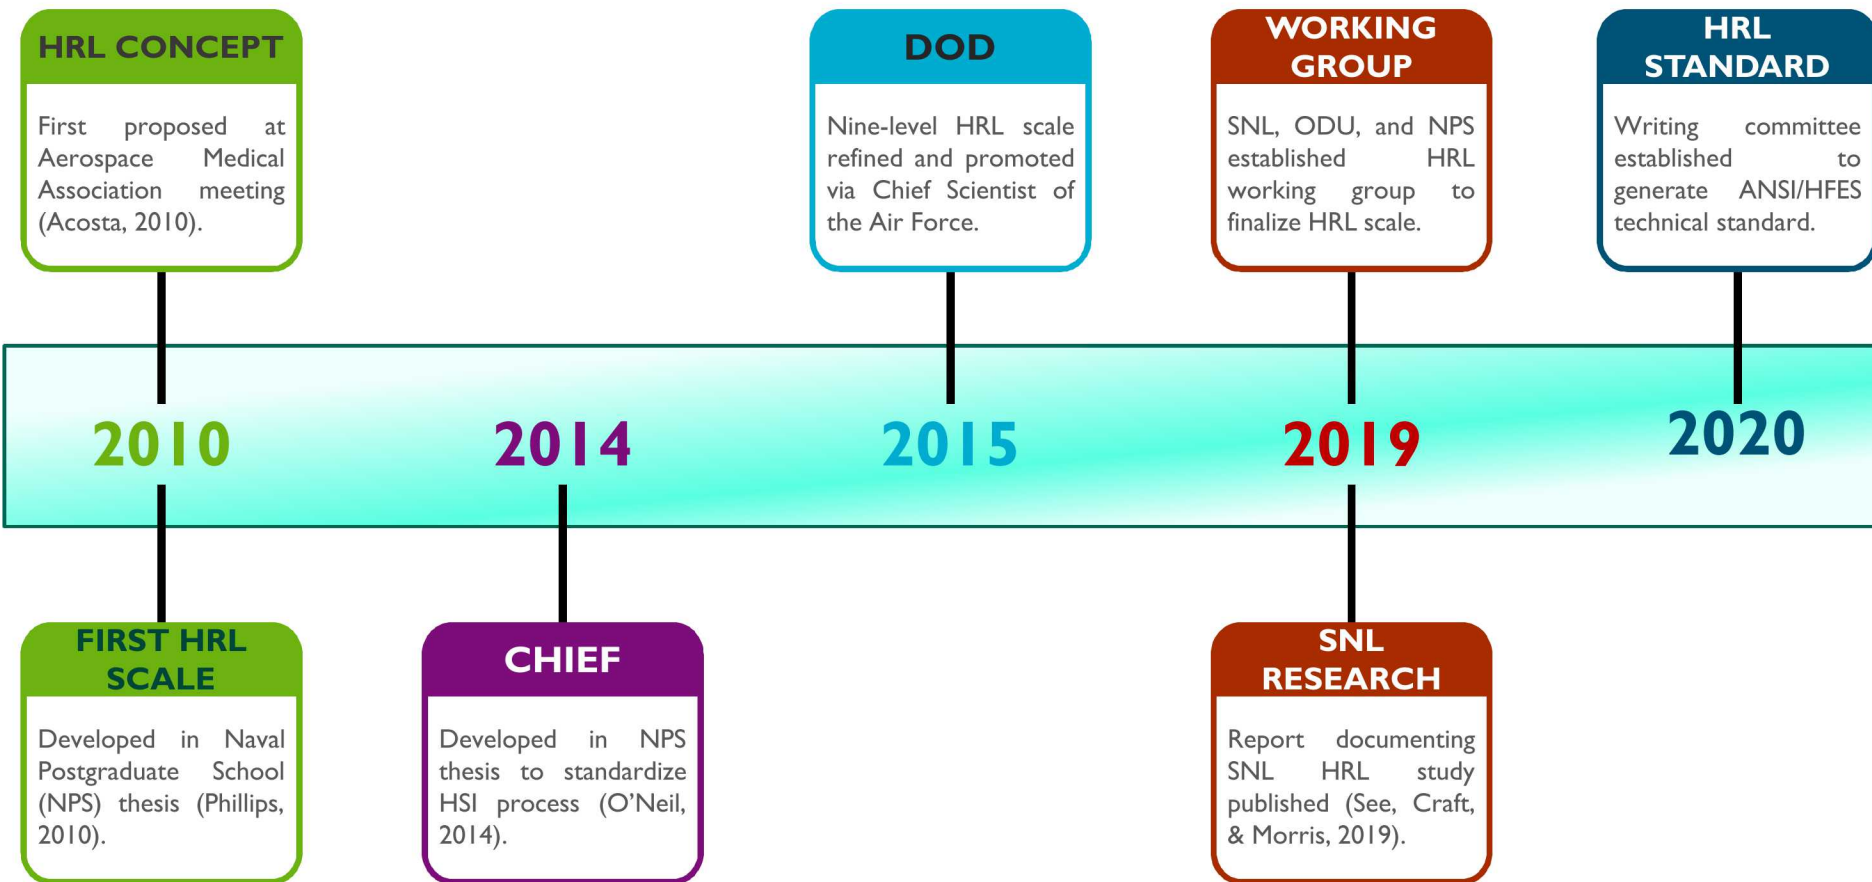 HRL CONCEPT
First proposed at
Aerospace Medical
Association meeting
(Acosta, 2010).
DOD
Nine-level HRL scale
refined and promoted
via Chief Scientist of
the Air Force.
WORKING
GROUP
SNL, ODU, and NPS
established HRL
working group to
finalize HRL scale.
HRL
STANDARD
Writing committee
established to
generate ANSI/HFES
technical standard.
2010
2014
2015
2019
2020
FIRST HRL
SCALE
Developed in Naval
Postgraduate School
(NPS) thesis (Phillips,
2010).
CHIEF
Developed in NPS
thesis to standardize
HSI process (O’Neil,
2014).
SNL
RESEARCH
Report documenting
SNL HRL study
published (See, Craft,
& Morris, 2019).